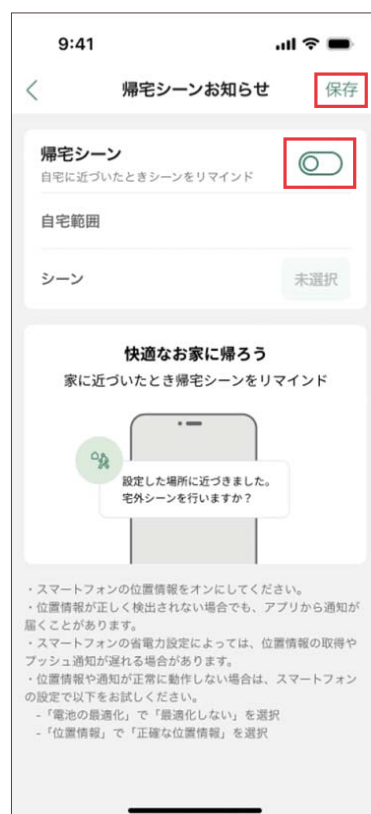 9:41
帰宅シーンお知らせ
保存
帰宅シーン
自宅に近づいたときシーンをリマインド
自宅範囲
シーン
未選択
快適なお家に帰ろう
家に近づいたとき帰宅シーンをリマインド
設定した場所に近づきました。
宅外シーンを行いますか？
・スマートフォンの位置情報をオンにしてください。
・位置情報が正しく検出されない場合でも、アプリから通知が
届くことがあります。
・スマートフォンの省電力設定によっては、位置情報の取得や
プッシュ通知が遅れる場合があります。
・位置情報や通知が正常に動作しない場合は、スマートフォン
の設定で以下をお試しください。
-「電池の最適化」で「最適化しない」を選択
-「位置情報」で「正確な位置情報」を選択